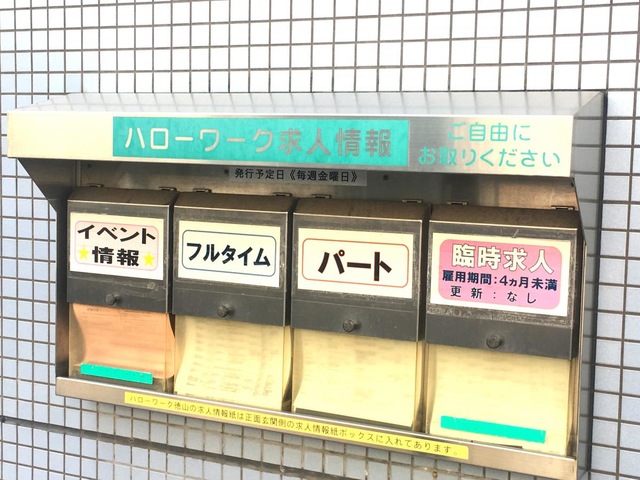 ハローワーク求人情報
ご自由に
お取りください
発行予定日《毎週金曜日》
イベント
★情報★
フルタイム
パート
臨時求人
雇用期間:4ヵ月未満
更新:なし
ハローワーク徳山の求人情報紙は正面玄関側の求人情報紙ボックスに入れてあります。